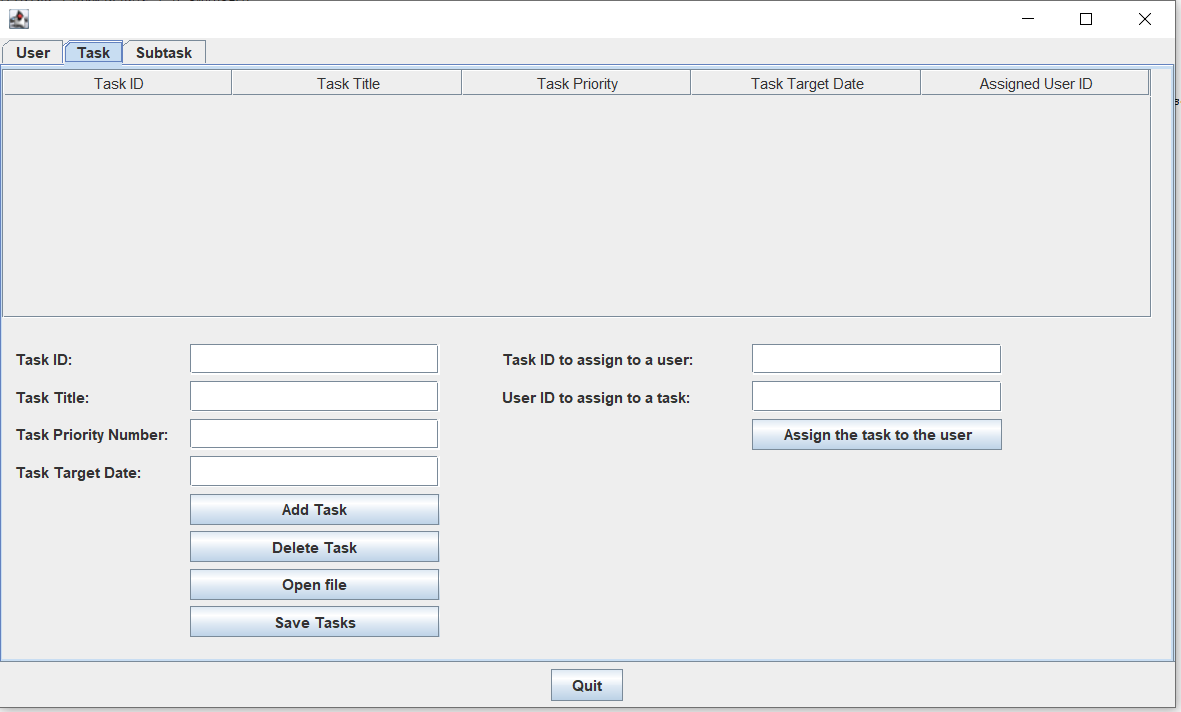 User Task Subtask
Task ID Task Title Task Priority Task Target Date Assigned User ID
Task ID: Task ID to assign to a user:
Task Title: User ID to assign to a task:
Task Priority Number: Assign the task to the user
Task Target Date:
Add Task
Delete Task
Open file
Save Tasks
Quit